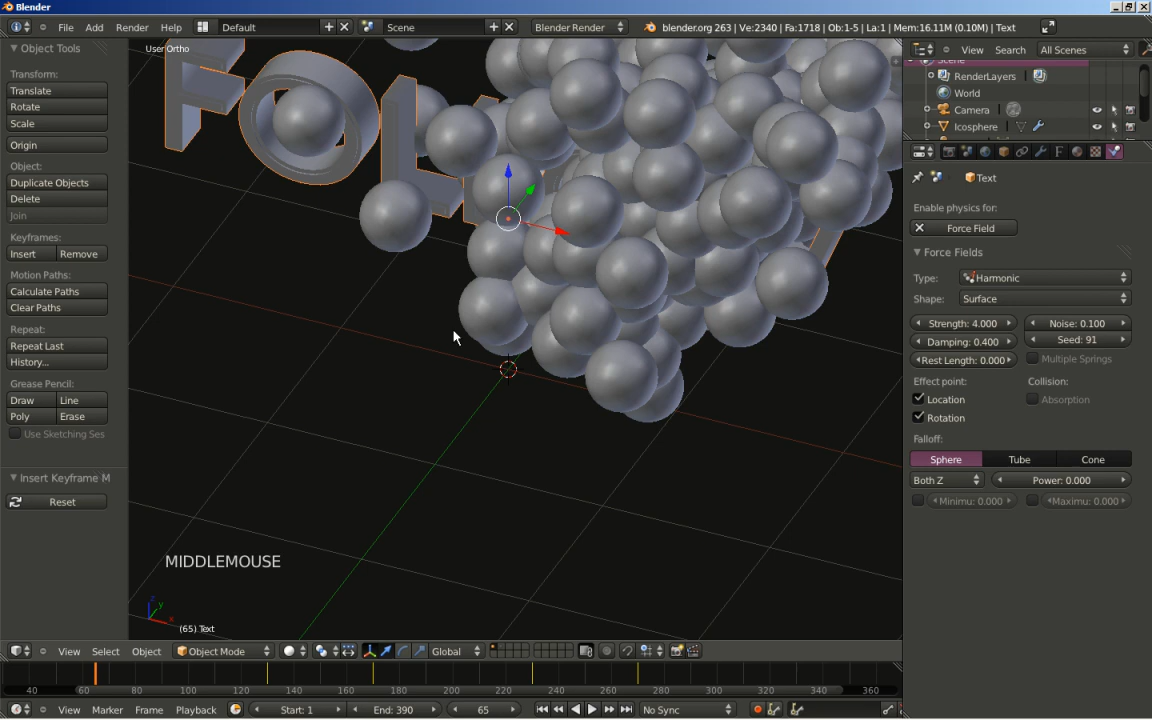 Blender
File Add Render Help Default Scene Blender Render blender.org 263 | Ve:2340 | Fa:1718 | Ob:1-5 | La:1 | Mem:16.11M (0.10M) | Text
Object Tools
Transform:
Translate
Rotate
Scale
Origin
Object:
Duplicate Objects
Delete
Join
Keyframes:
Insert Remove
Motion Paths:
Calculate Paths
Clear Paths
Repeat:
Repeat Last
History...
Grease Pencil:
Draw Line
Poly Erase
Use Sketching Ses
Insert Keyframe M
Reset
User Ortho
FOL
MIDDLEMOUSE
z
y
x
(65) Text
View Search All Scenes
Scene
RenderLayers
World
Camera
Icosphere
Text
Enable physics for:
Force Field
Force Fields
Type: Harmonic
Shape: Surface
Strength: 4.000 Noise: 0.100
Damping: 0.400 Seed: 91
Rest Length: 0.000 Multiple Springs
Effect point: Collision:
Location Absorption
Rotation
Falloff:
Sphere Tube Cone
Both Z Power: 0.000
Minimu: 0.000 Maximu: 0.000
View Select Object Object Mode Global
40 60 80 100 120 140 160 180 200 220 240 260 280 300 320 340 360
View Marker Frame Playback Start: 1 End: 390 65 No Sync